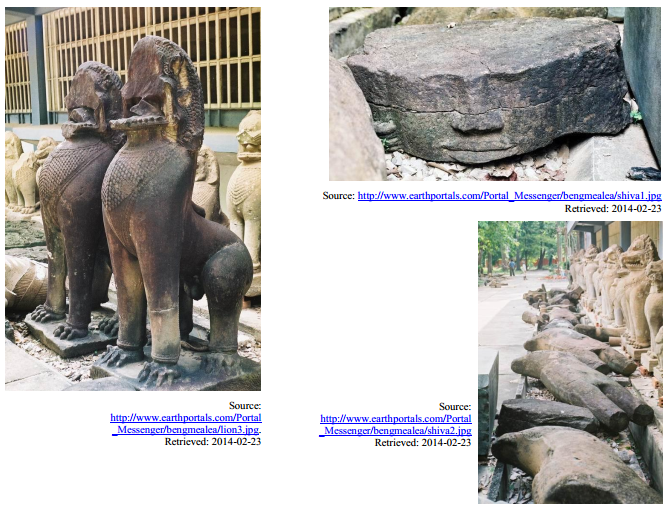 Source: http://www.earthportals.com/Portal_Messenger/bengmealea/shiva1.jpg
Retrieved: 2014-02-23
Source:
http://www.earthportals.com/Portal
_Messenger/bengmealea/lion3.jpg.
Retrieved: 2014-02-23
Source:
http://www.earthportals.com/Portal
_Messenger/bengmealea/shiva2.jpg
Retrieved: 2014-02-23